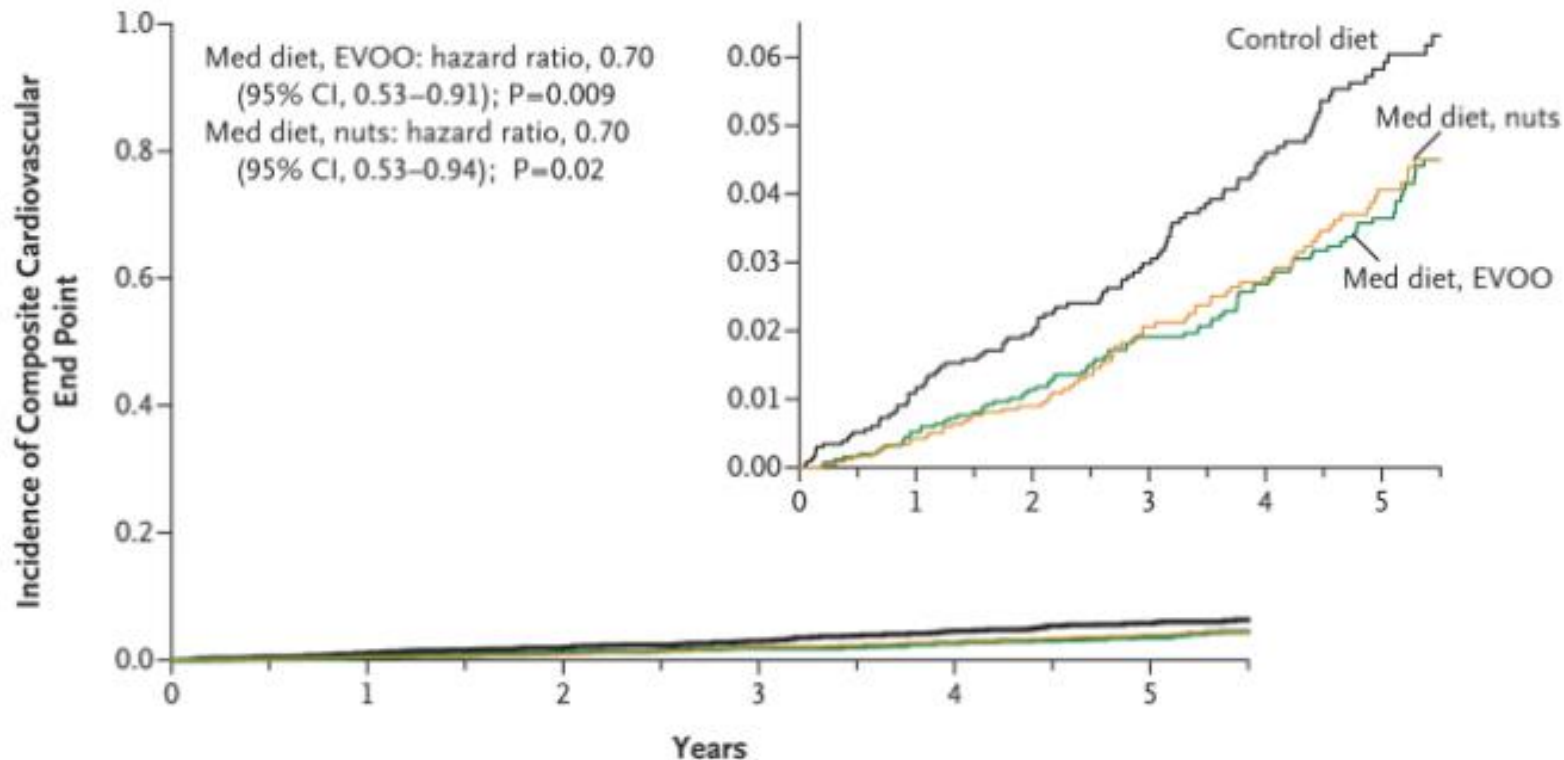 1.0
0.8
0.6
0.4
0.2
0.0
Incidence of Composite Cardiovascular
End Point
Med diet, EVOO: hazard ratio, 0.70
(95% CI, 0.53–0.91); P=0.009
Med diet, nuts: hazard ratio, 0.70
(95% CI, 0.53–0.94); P=0.02
0.06
0.05
0.04
0.03
0.02
0.01
0.00
0 1 2 3 4 5
Control diet
Med diet, nuts
Med diet, EVOO
0 1 2 3 4 5
Years